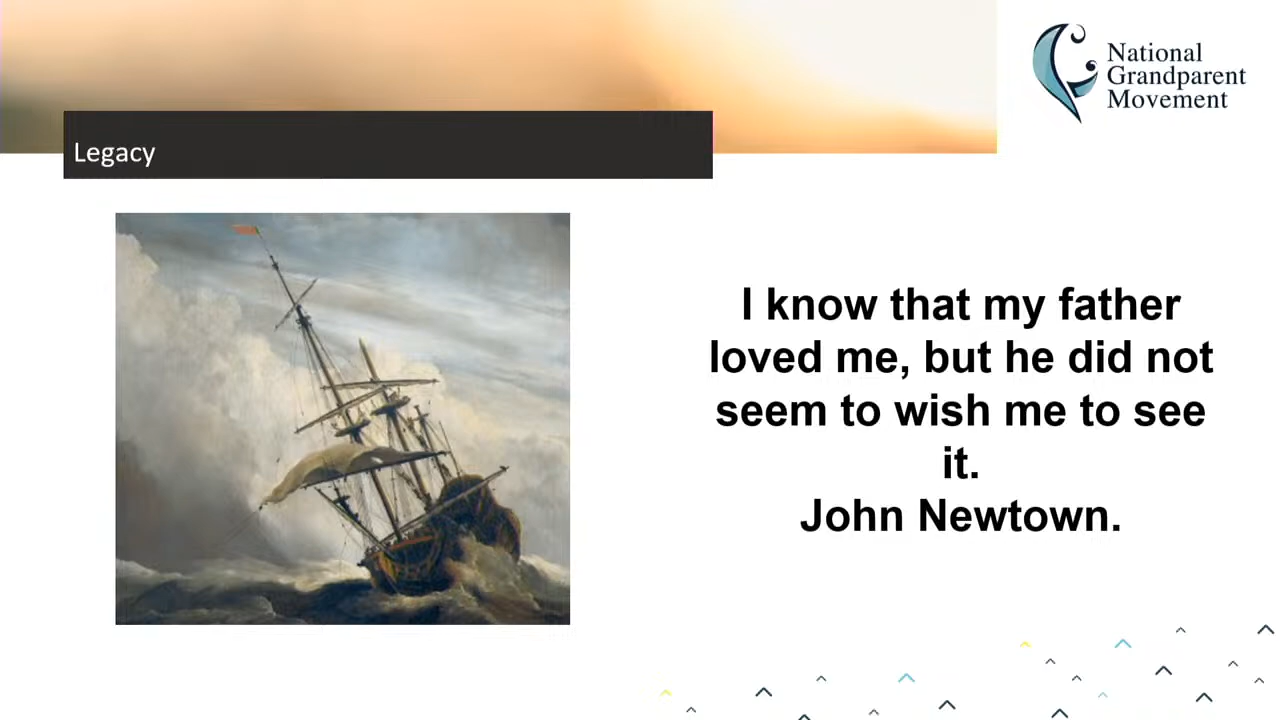 National
Grandparent
Movement
Legacy
I know that my father
loved me, but he did not
seem to wish me to see
it.
John Newtown.